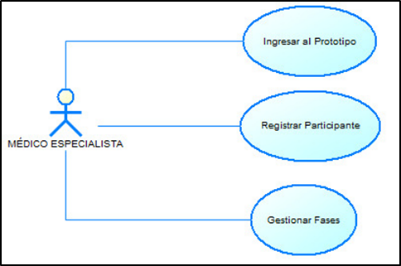 Ingresar al Prototipo
Registrar Participante
MÉDICO ESPECIALISTA
Gestionar Fases